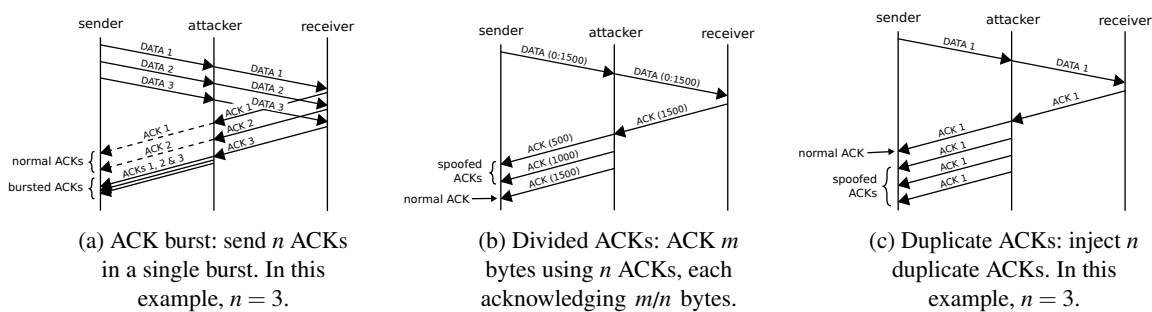 sender attacker receiver
DATA 1
DATA 2
DATA 3
DATA 1
DATA 2
DATA 3
ACK 1
ACK 2
ACK 3
ACK 1
ACK 2
ACKs 1, 2 & 3
normal ACKs
bursted ACKs
(a) ACK burst: send n ACKs
in a single burst. In this
example, n = 3.
sender attacker receiver
DATA (0:1500)
DATA (0:1500)
ACK (1500)
ACK (500)
ACK (1000)
ACK (1500)
spoofed
ACKs
normal ACK
(b) Divided ACKs: ACK m
bytes using n ACKs, each
acknowledging m/n bytes.
sender attacker receiver
DATA 1
DATA 1
ACK 1
ACK 1
ACK 1
ACK 1
ACK 1
normal ACK
spoofed
ACKs
(c) Duplicate ACKs: inject n
duplicate ACKs. In this
example, n = 3.